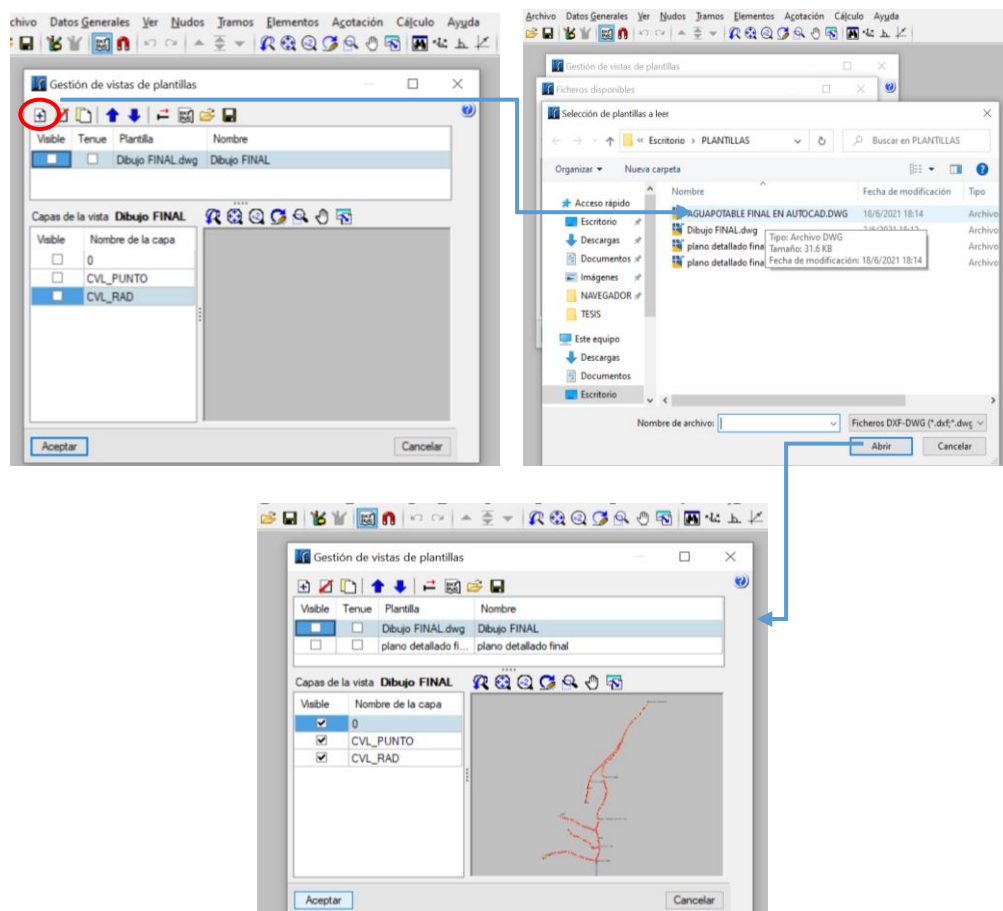 chivo Datos Generales Ver Nudos Tramos Elementos Acotación Cálculo Ayuda
Gestión de vistas de plantillas
Visible Tenue Plantilla Nombre
Dibujo FINAL.dwg Dibujo FINAL
Capas de la vista Dibujo FINAL
Visible Nombre de la capa
0
CVL_PUNTO
CVL_RAD
Aceptar Cancelar
Archivo Datos Generales Ver Nudos Tramos Elementos Acotación Cálculo Ayuda
Gestión de vistas de plantillas
Ficheros disponibles
Selección de plantillas a leer
« Escritorio › PLANTILLAS Buscar en PLANTILLAS
Organizar Nueva carpeta
Nombre Fecha de modificación Tipo
Acceso rápido
Escritorio
Descargas
Documentos
Imágenes
NAVEGADOR
TESIS
Este equipo
Descargas
Documentos
Escritorio
AGUAPOTABLE FINAL EN AUTOCAD.DWG 18/6/2021 18:14 Archivo
Dibujo FINAL.dwg Archivo
plano detallado fina Archivo
plano detallado fina Archivo
Tipo: Archivo DWG
Tamaño: 31.6 KB
Fecha de modificación: 18/6/2021 18:14
Nombre de archivo: Ficheros DXF-DWG (*.dxf;*.dwg
Abrir Cancelar
Gestión de vistas de plantillas
Visible Tenue Plantilla Nombre
Dibujo FINAL.dwg Dibujo FINAL
plano detallado fi... plano detallado final
Capas de la vista Dibujo FINAL
Visible Nombre de la capa
0
CVL_PUNTO
CVL_RAD
Aceptar Cancelar